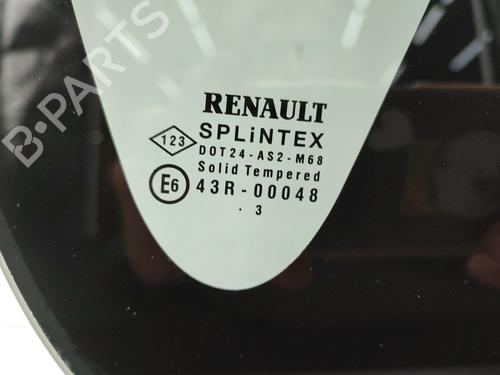 B-PARTS
RENAULT
SPLiNTEX
123
DOT24-AS2-M68
Solid Tempered
E6
43R-00048
. 3